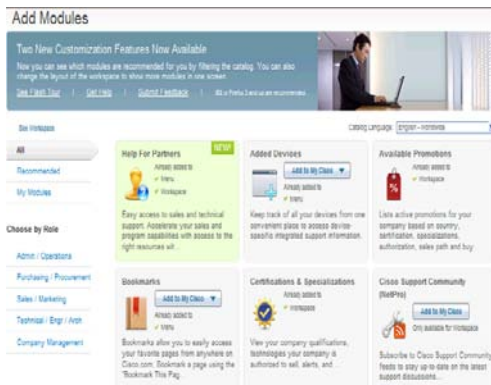 Add Modules
Two New Customization Features Now Available
Now you can see which modules are recommended for you by filtering the catalog. You can also
change the layout of the workspace to show more modules in one screen.
See Flash Tour | Get Help | Submit Feedback | IE8 or Firefox 3 and up are recommended
See Workspace
Catalog Language: English - Worldwide
All
Recommended
My Modules
Choose by Role
Admin / Operations
Purchasing / Procurement
Sales / Marketing
Technical / Engr / Arch
Company Management
Help For Partners
NEW!
Already added to
Menu
Workspace
Easy access to sales and technical
support. Accelerate your sales and
program capabilities with access to the
right resources wit...
Added Devices
Add to My Cisco
Already added to
Menu
Keep track of all your devices from one
convenient place to access device-
specific integrated support information.
Available Promotions
Already added to
Workspace
Lists active promotions for your
company based on country,
certification, specializations,
authorization, sales path and buy
Bookmarks
Add to My Cisco
Already added to
Menu
Bookmarks allow you to easily access
your favorite pages from anywhere on
Cisco.com. Bookmark a page using the
"Bookmark This Pag...
Certifications & Specializations
Already added to
Workspace
View your company qualifications,
technologies your company is
authorized to sell, alerts, and ...
Cisco Support Community
(NetPro)
Add to My Cisco
Only available for Workspace
Subscribe to Cisco Support Community
feeds to stay up-to-date on the latest
support discussions...